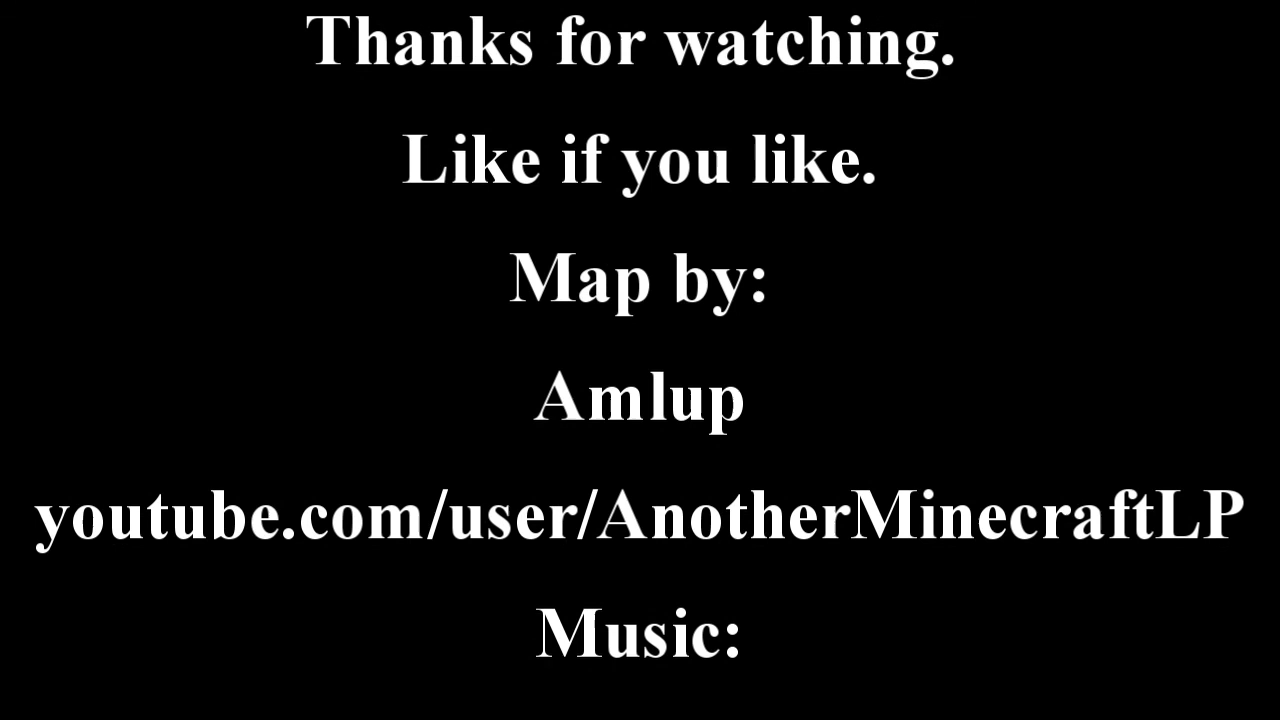 Thanks for watching.
Like if you like.
Map by:
Amlup
youtube.com/user/AnotherMinecraftLP
Music: